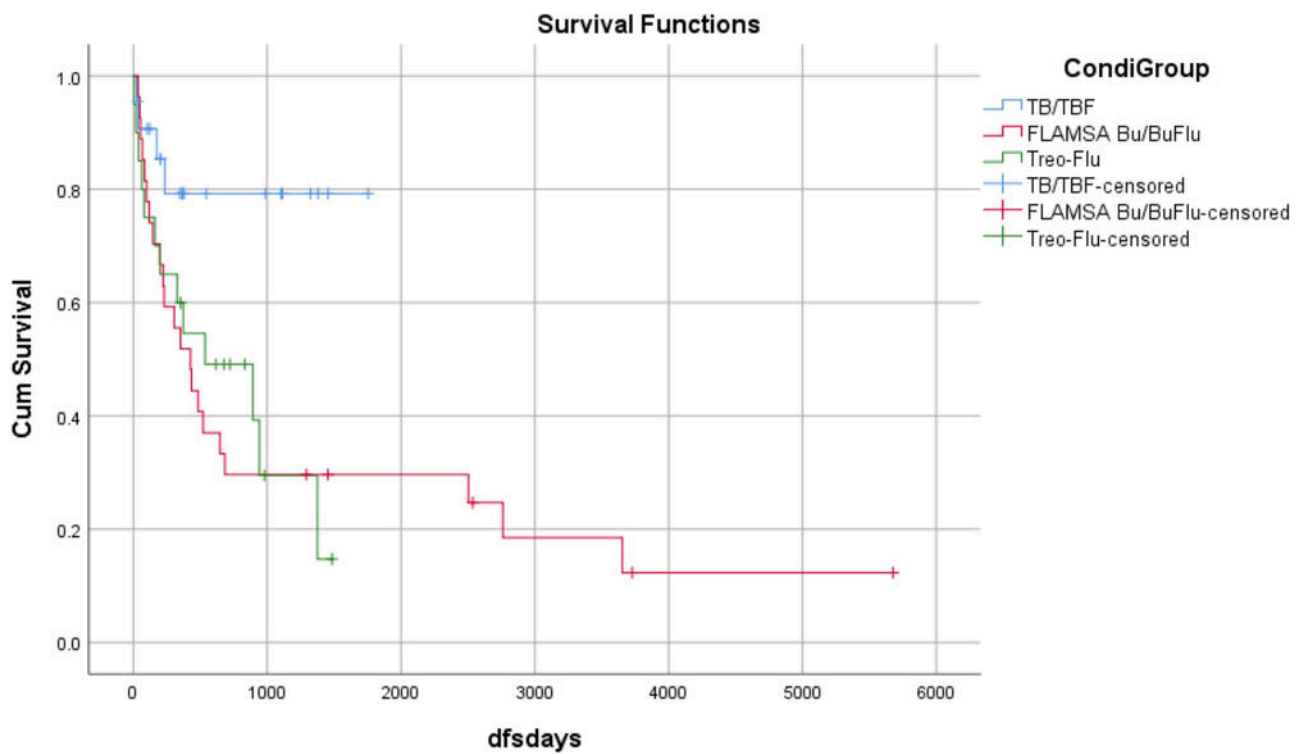 Survival Functions
CondiGroup
TB/TBF
FLAMSA Bu/BuFlu
Treo-Flu
TB/TBF-censored
FLAMSA Bu/BuFlu-censored
Treo-Flu-censored
Cum Survival
1.0
0.8
0.6
0.4
0.2
0.0
0 1000 2000 3000 4000 5000 6000
dfsdays